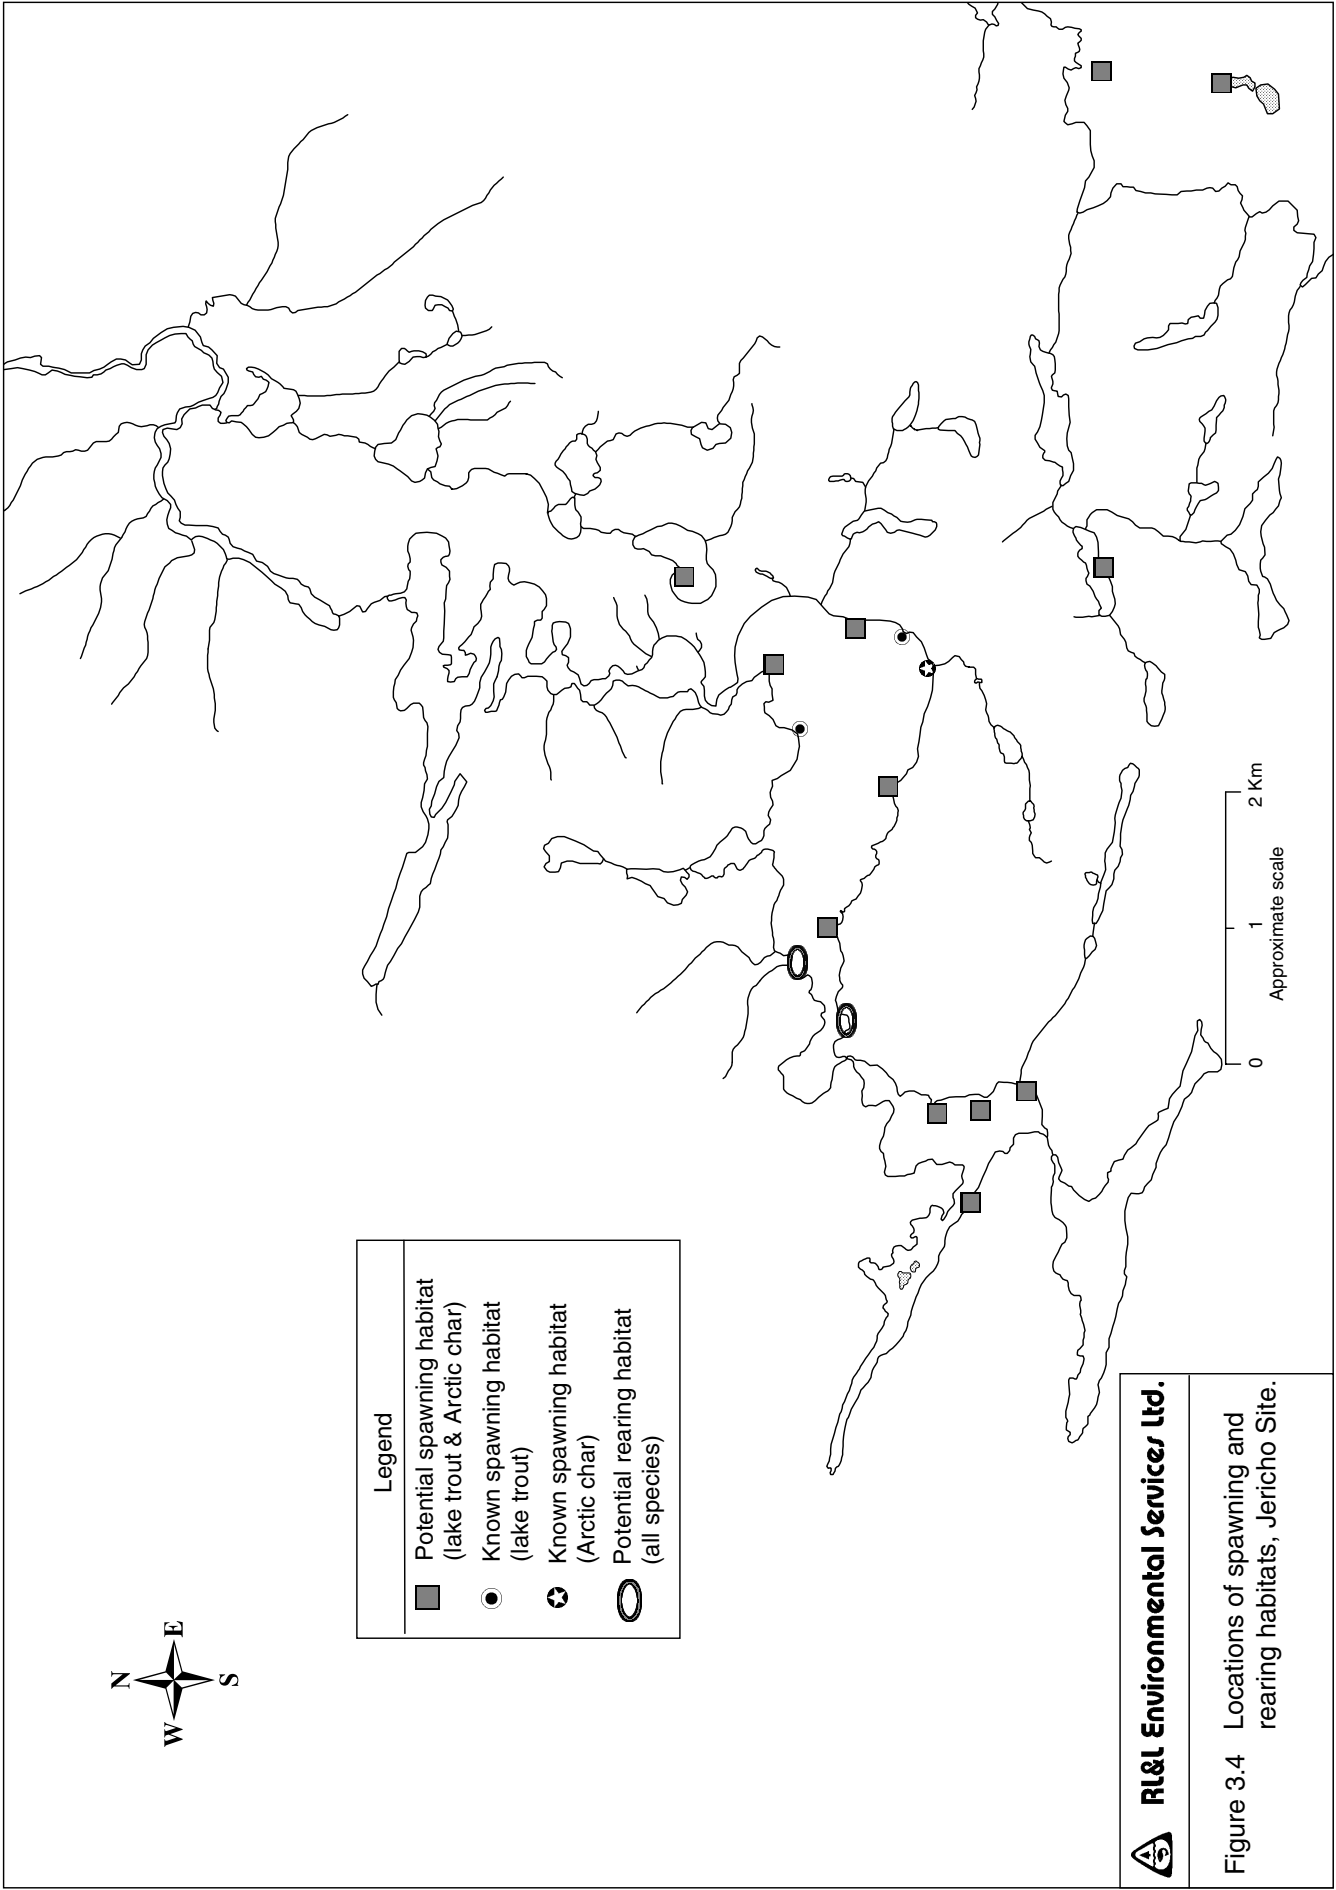 N
W
E
S
Legend
Potential spawning habitat
(lake trout & Arctic char)
Known spawning habitat
(lake trout)
Known spawning habitat
(Arctic char)
Potential rearing habitat
(all species)
0
1
2 Km
Approximate scale
RL&L Environmental Services Ltd.
Figure 3.4 Locations of spawning and
rearing habitats, Jericho Site.